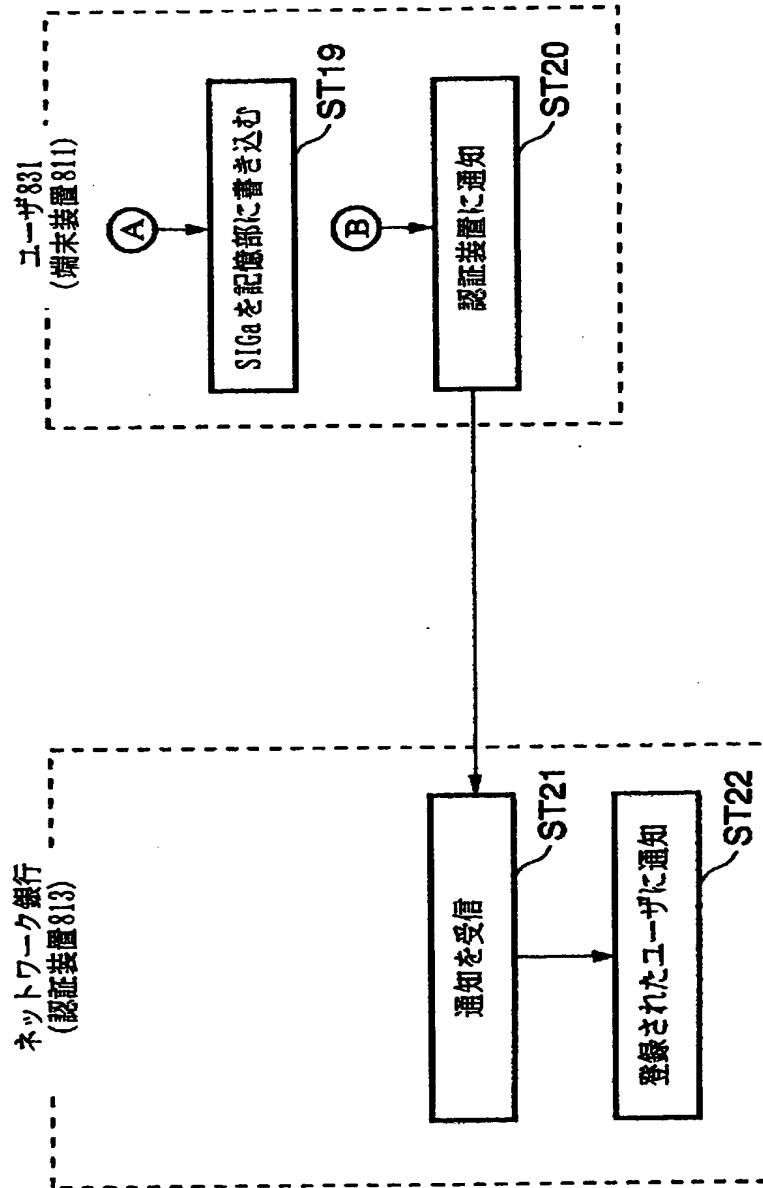 ネットワーク銀行
(認証装置813)
通知を受信
ST21
登録されたユーザに通知
ST22
ユーザ831
(端末装置811)
A
SIGaを記憶部に書き込む
ST19
B
認証装置に通知
ST20